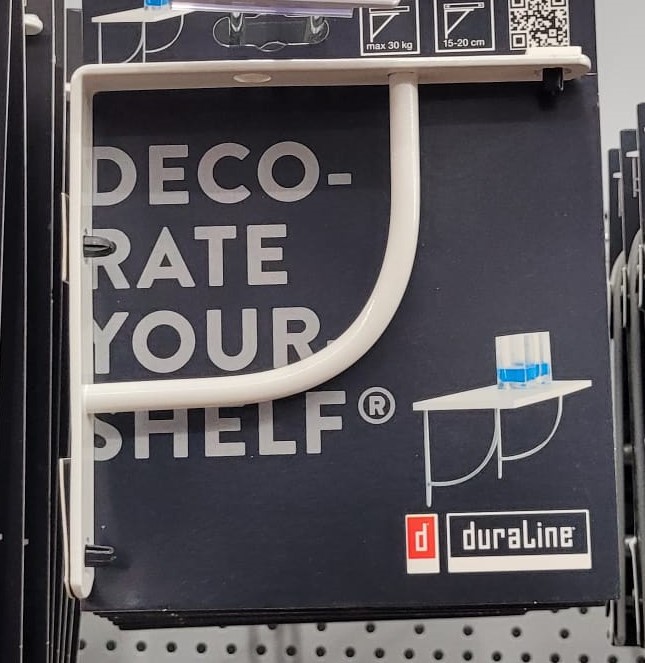 max 30 kg
15-20 cm
DECO-
RATE
YOUR
SHELF®
d duraline